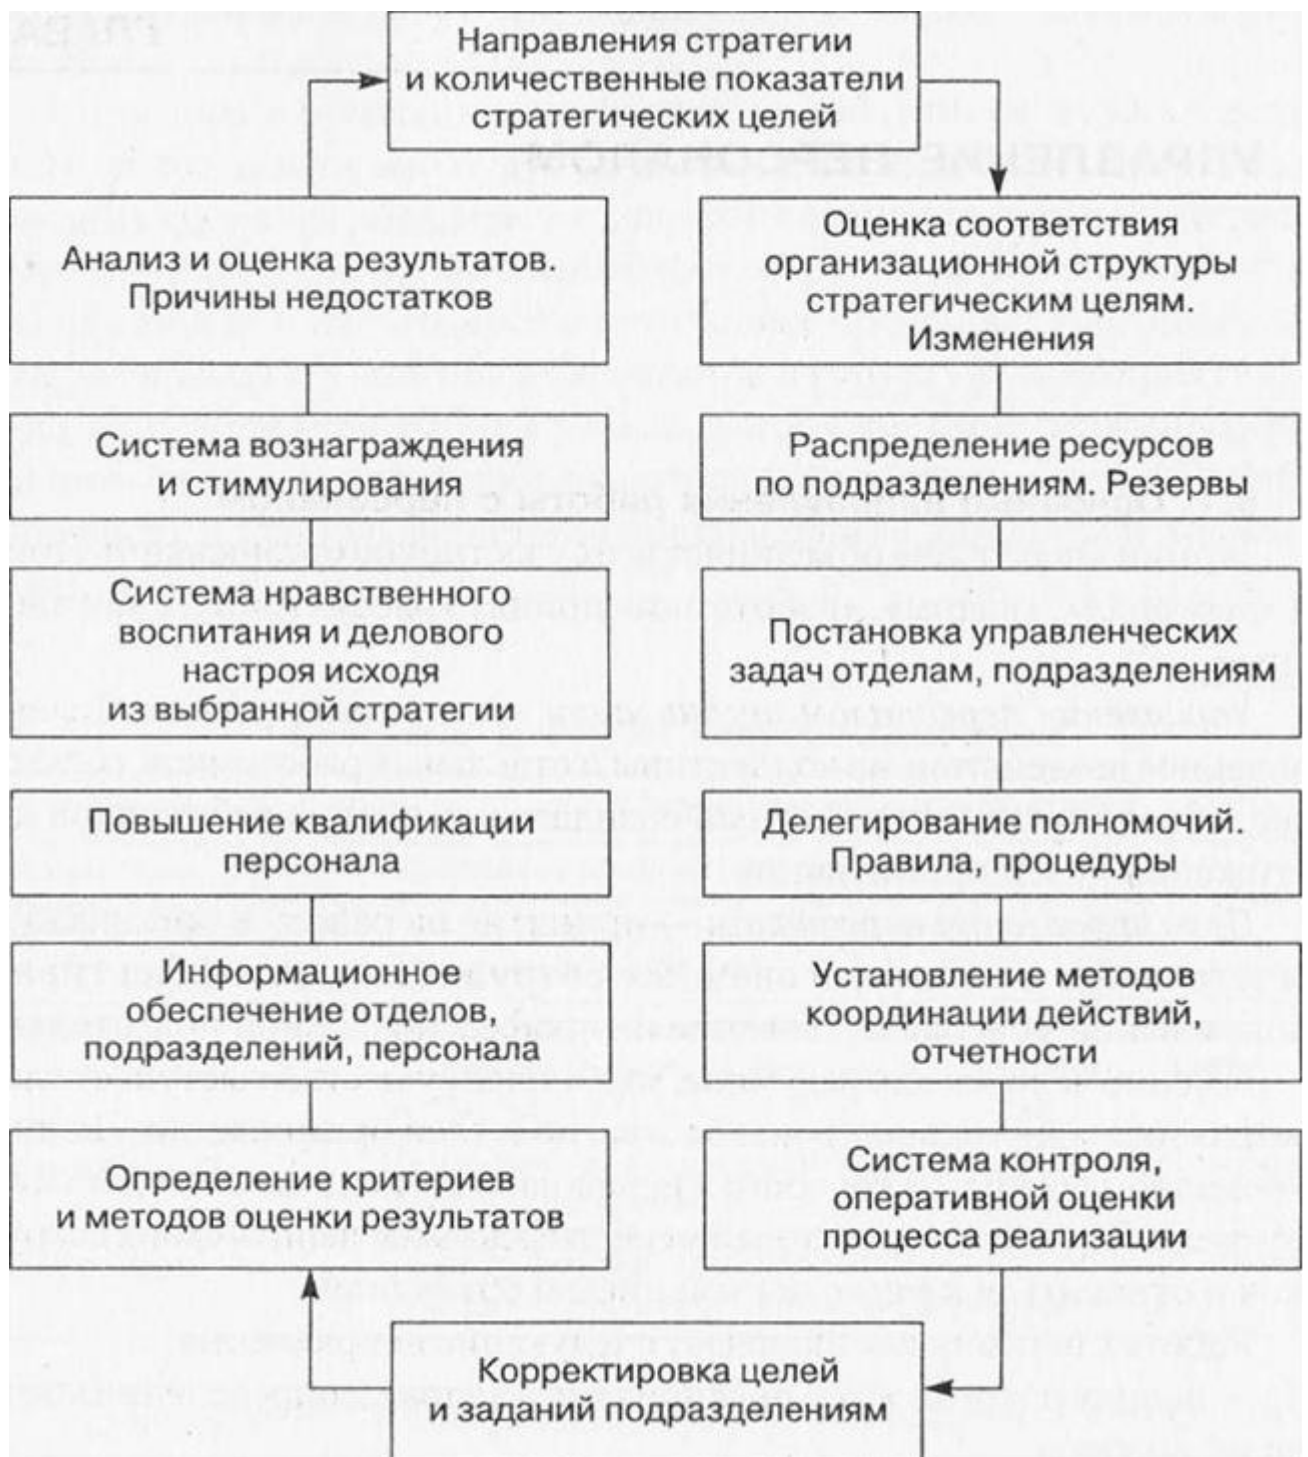 Направления стратегии
и количественные показатели
стратегических целей
Анализ и оценка результатов.
Причины недостатков
Оценка соответствия
организационной структуры
стратегическим целям.
Изменения
Система вознаграждения
и стимулирования
Распределение ресурсов
по подразделениям. Резервы
Система нравственного
воспитания и делового
настроя исходя
из выбранной стратегии
Постановка управленческих
задач отделам, подразделениям
Повышение квалификации
персонала
Делегирование полномочий.
Правила, процедуры
Информационное
обеспечение отделов,
подразделений, персонала
Установление методов
координации действий,
отчетности
Определение критериев
и методов оценки результатов
Система контроля,
оперативной оценки
процесса реализации
Корректировка целей
и заданий подразделениям